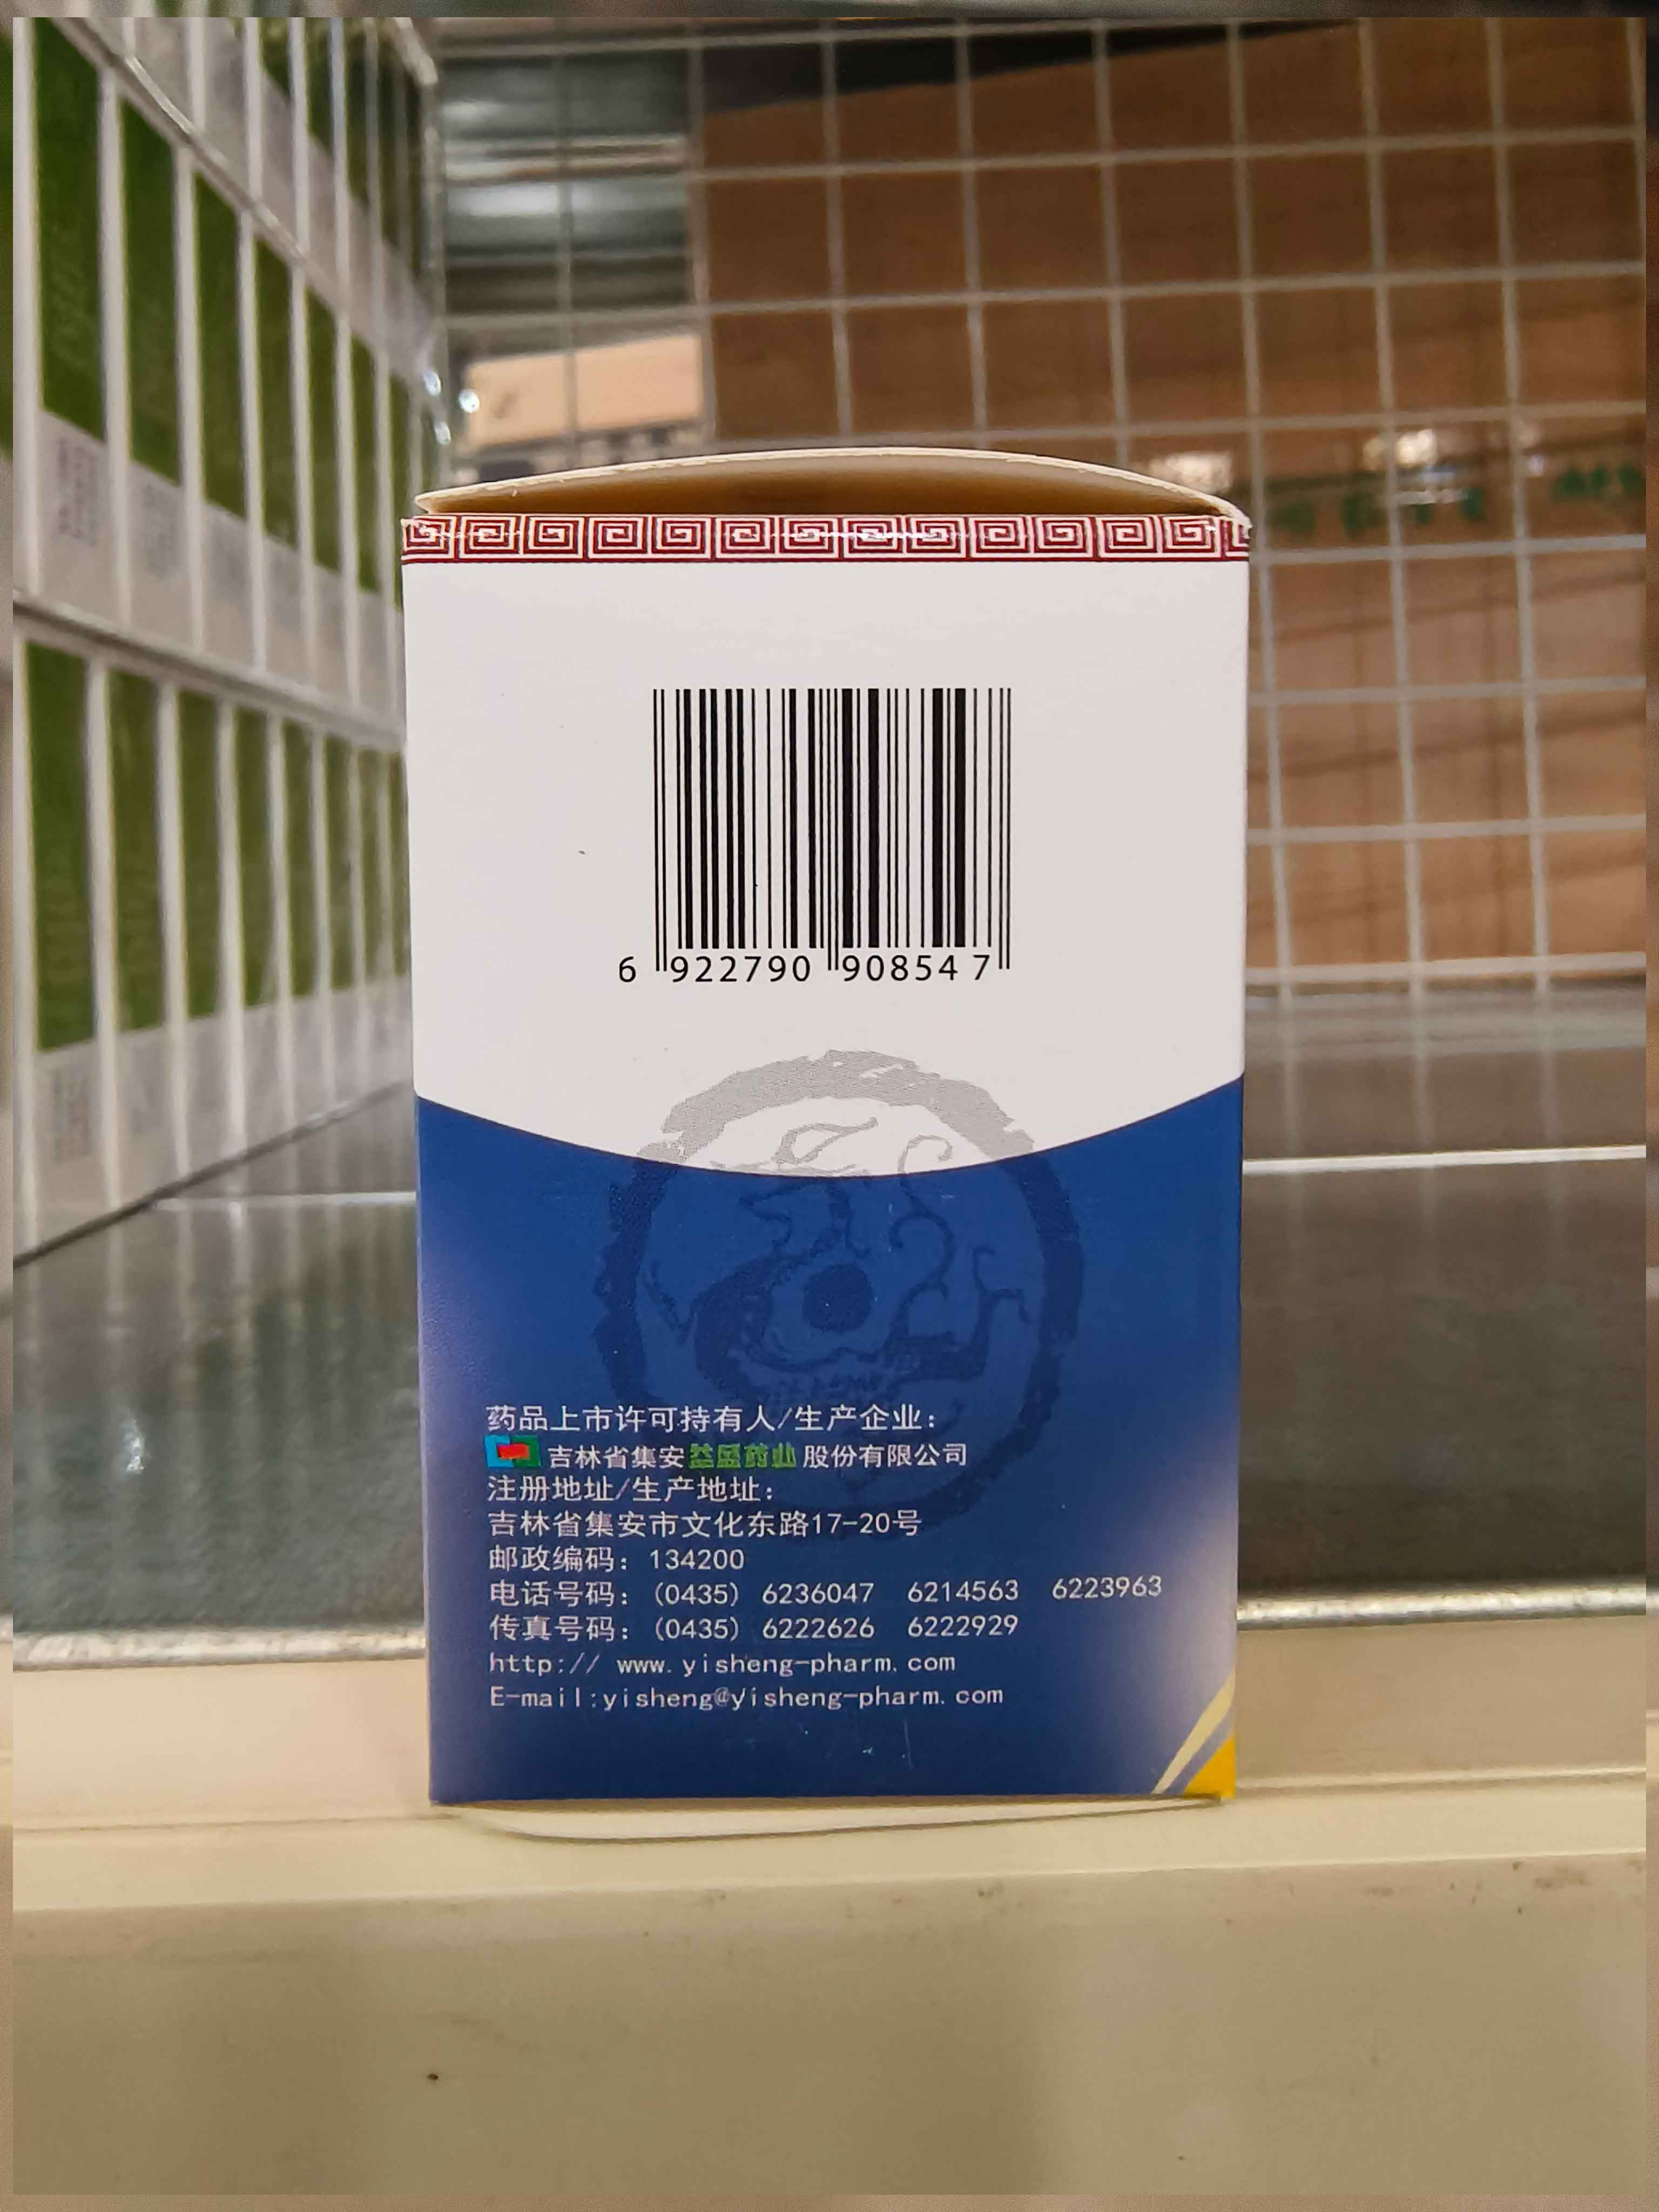 6 922790 908547
药品上市许可持有人/生产企业：
吉林省集安益盛药业股份有限公司
注册地址/生产地址：
吉林省集安市文化东路17-20号
邮政编码：134200
电话号码：(0435) 6236047 6214563 6223963
传真号码：(0435) 6222626 6222929
http:// www.yisheng-pharm.com
E-mail:yisheng@yisheng-pharm.com